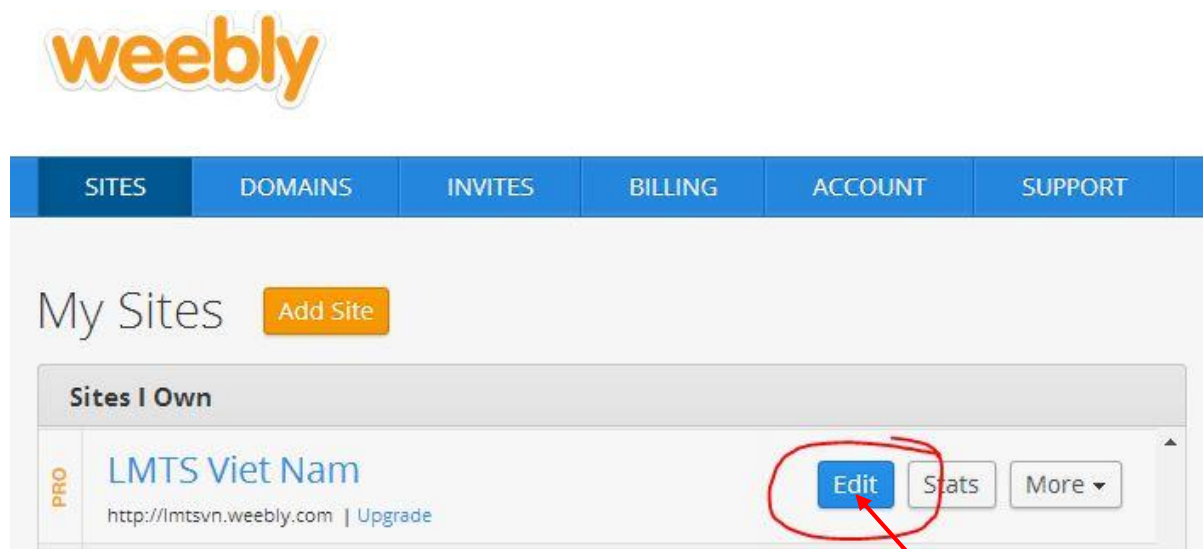 weebly
SITES DOMAINS INVITES BILLING ACCOUNT SUPPORT
My Sites Add Site
Sites I Own
PRO
LMTS Viet Nam
Edit Stats More
http://lmtsvn.weebly.com | Upgrade